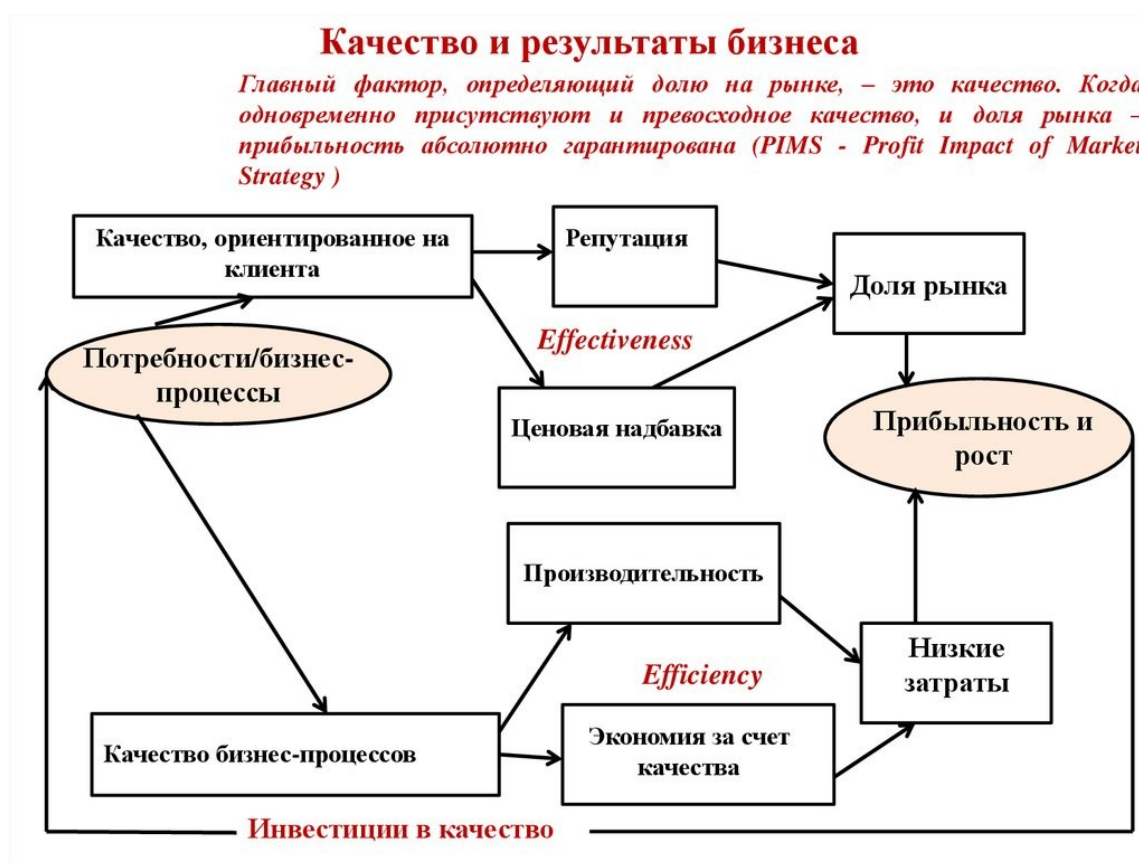 Качество и результаты бизнеса
Главный фактор, определяющий долю на рынке, – это качество. Когда
одновременно присутствуют и превосходное качество, и доля рынка –
прибыльность абсолютно гарантирована (PIMS - Profit Impact of Market
Strategy )
Качество, ориентированное на
клиента
Репутация
Доля рынка
Effectiveness
Потребности/бизнес-
процессы
Ценовая надбавка
Прибыльность и
рост
Производительность
Низкие
затраты
Efficiency
Качество бизнес-процессов
Экономия за счет
качества
Инвестиции в качество